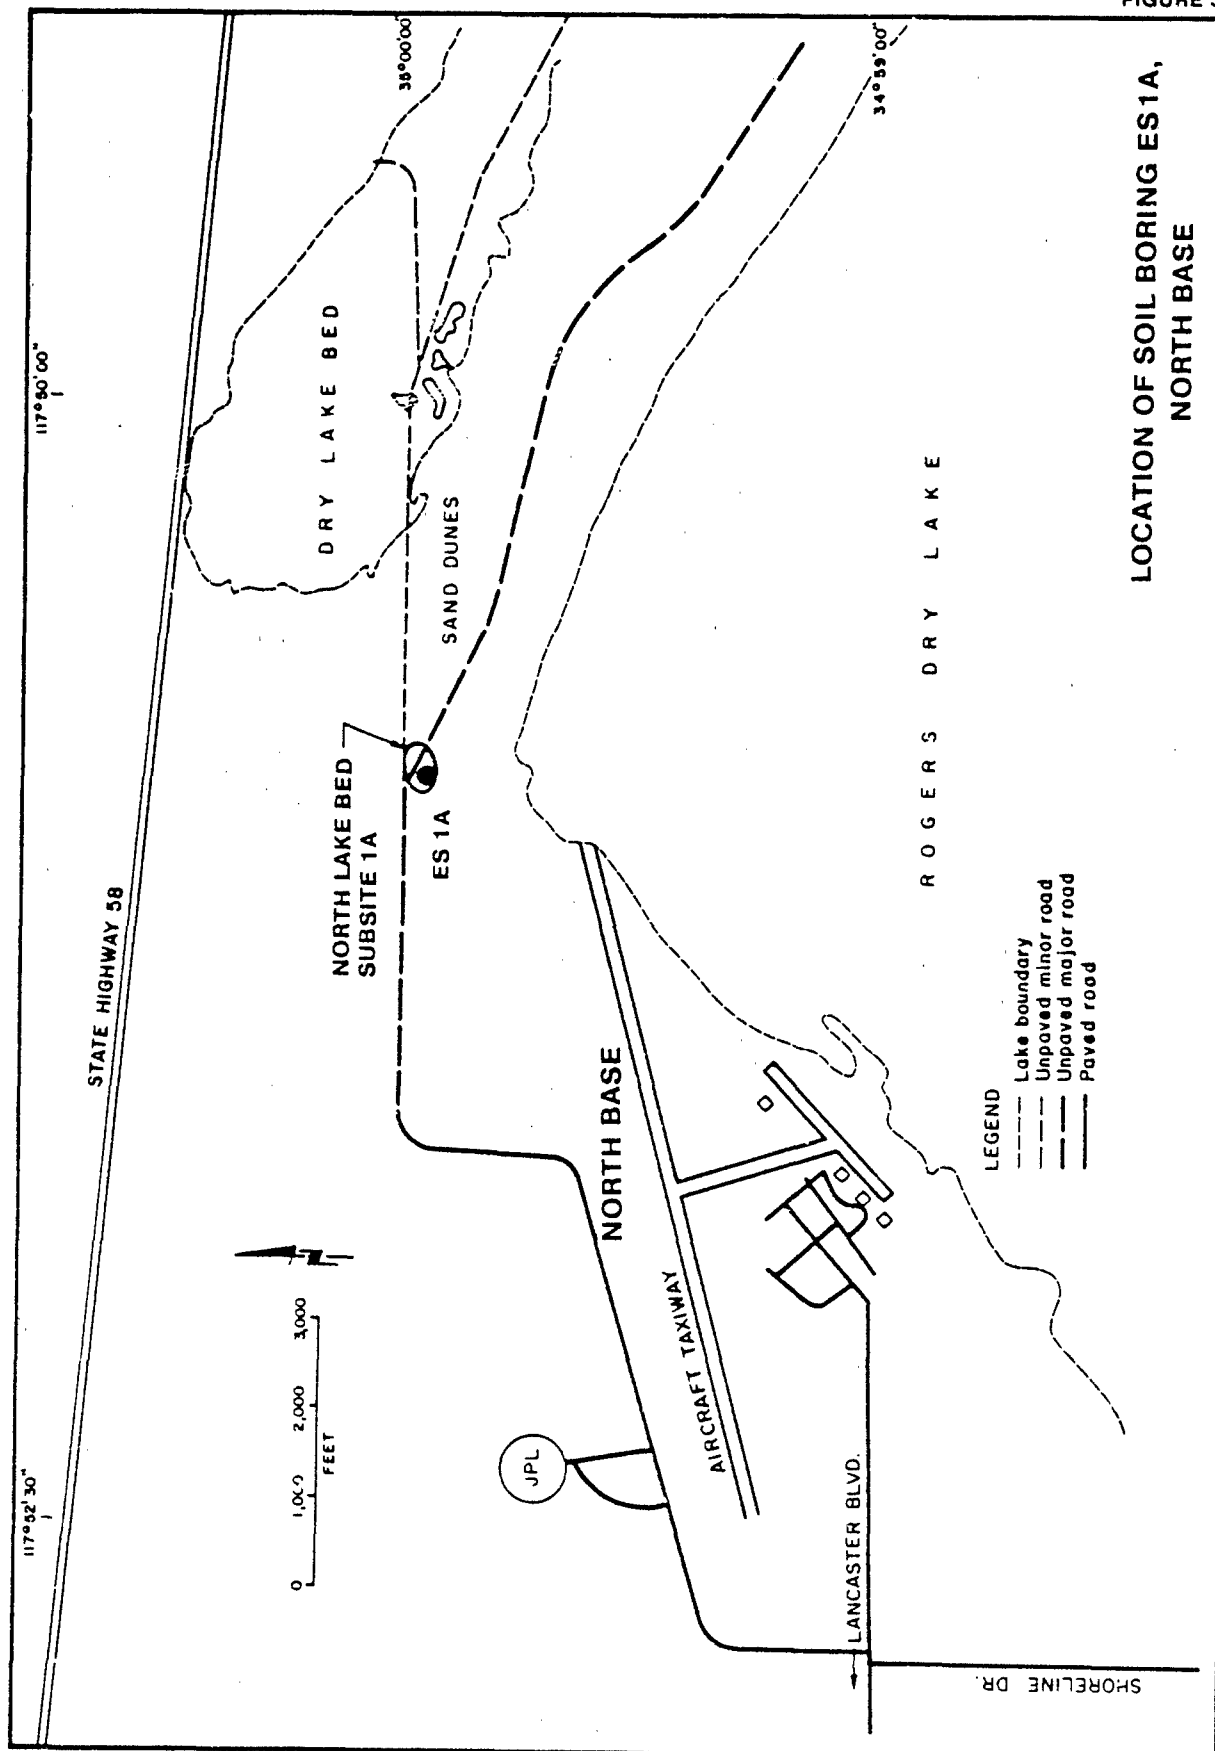 117°52'30"
117°50'00"
STATE HIGHWAY 58
35°00'00"
DRY LAKE BED
NORTH LAKE BED
SUBSITE 1A
ES 1A
SAND DUNES
0 1,000 2,000 3,000
FEET
JPL
NORTH BASE
AIRCRAFT TAXIWAY
34°59'00"
LANCASTER BLVD.
SHORELINE DR.
ROGERS DRY LAKE
LEGEND
Lake boundary
Unpaved minor road
Unpaved major road
Paved road
LOCATION OF SOIL BORING ES1A,
NORTH BASE
FIGURE